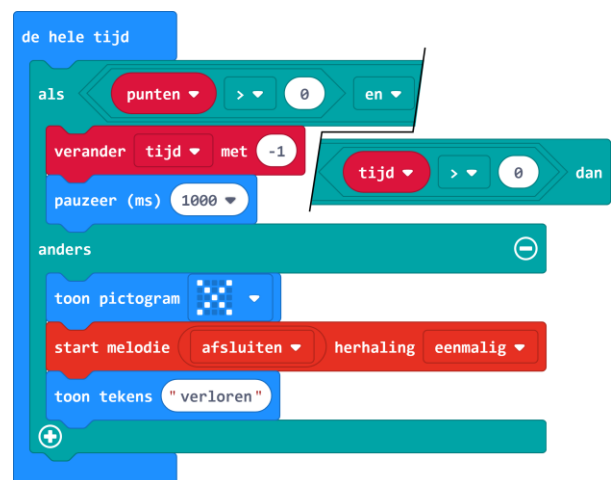 de hele tijd
als punten > 0 en
tijd > 0 dan
verander tijd met -1
pauzeer (ms) 1000
anders
toon pictogram
start melodie afsluiten herhaling eenmalig
toon tekens "verloren"